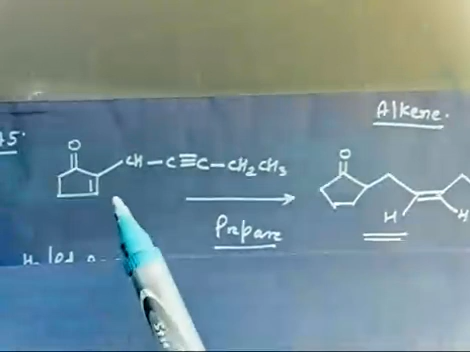 Alkene.
45.
O
CH-C≡C-CH2CH3
O
H
H
Prepare